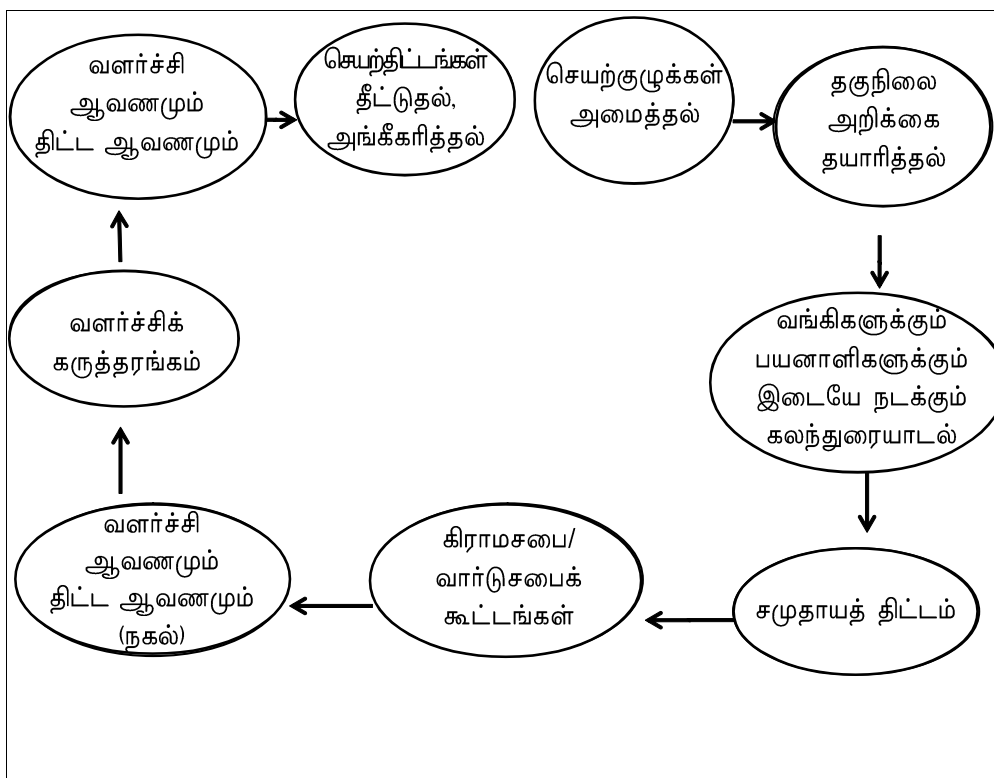 வளர்ச்சி
ஆவணமும்
திட்ட ஆவணமும்
செயற்திட்டங்கள்
தீட்டுதல்,
அங்கீகரித்தல்
செயற்குழுக்கள்
அமைத்தல்
தகுநிலை
அறிக்கை
தயாரித்தல்
வளர்ச்சிக்
கருத்தரங்கம்
வங்கிகளுக்கும்
பயனாளிகளுக்கும்
இடையே நடக்கும்
கலந்துரையாடல்
வளர்ச்சி
ஆவணமும்
திட்ட ஆவணமும்
(நகல்)
கிராமசபை/
வார்டுசபைக்
கூட்டங்கள்
சமுதாயத் திட்டம்